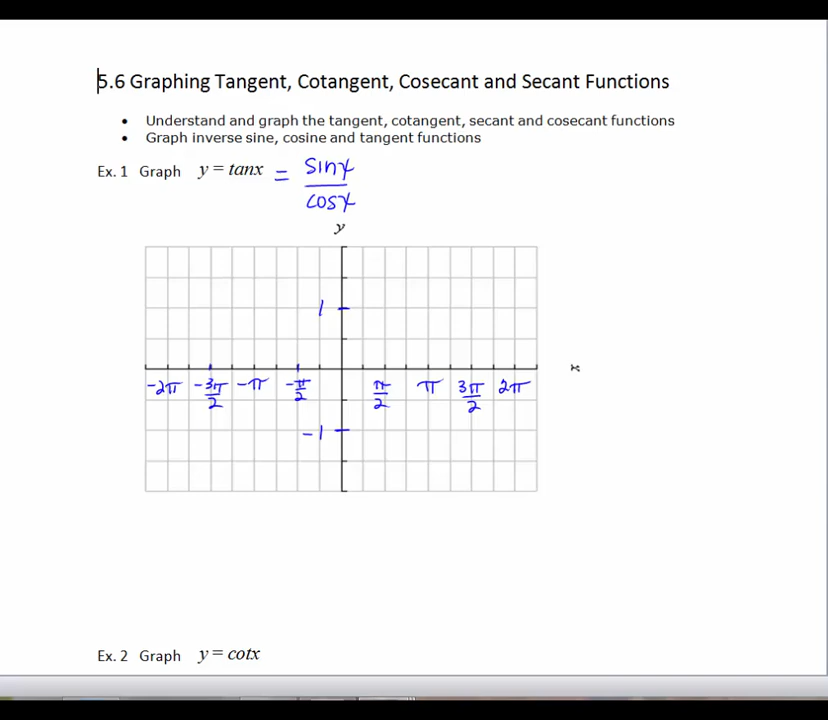 5.6 Graphing Tangent, Cotangent, Cosecant and Secant Functions
• Understand and graph the tangent, cotangent, secant and cosecant functions
• Graph inverse sine, cosine and tangent functions
Ex. 1 Graph y = tanx = sinx/cosx
y
1
-2π -3π/2 -π -π/2 π/2 π 3π/2 2π x
-1
Ex. 2 Graph y = cotx